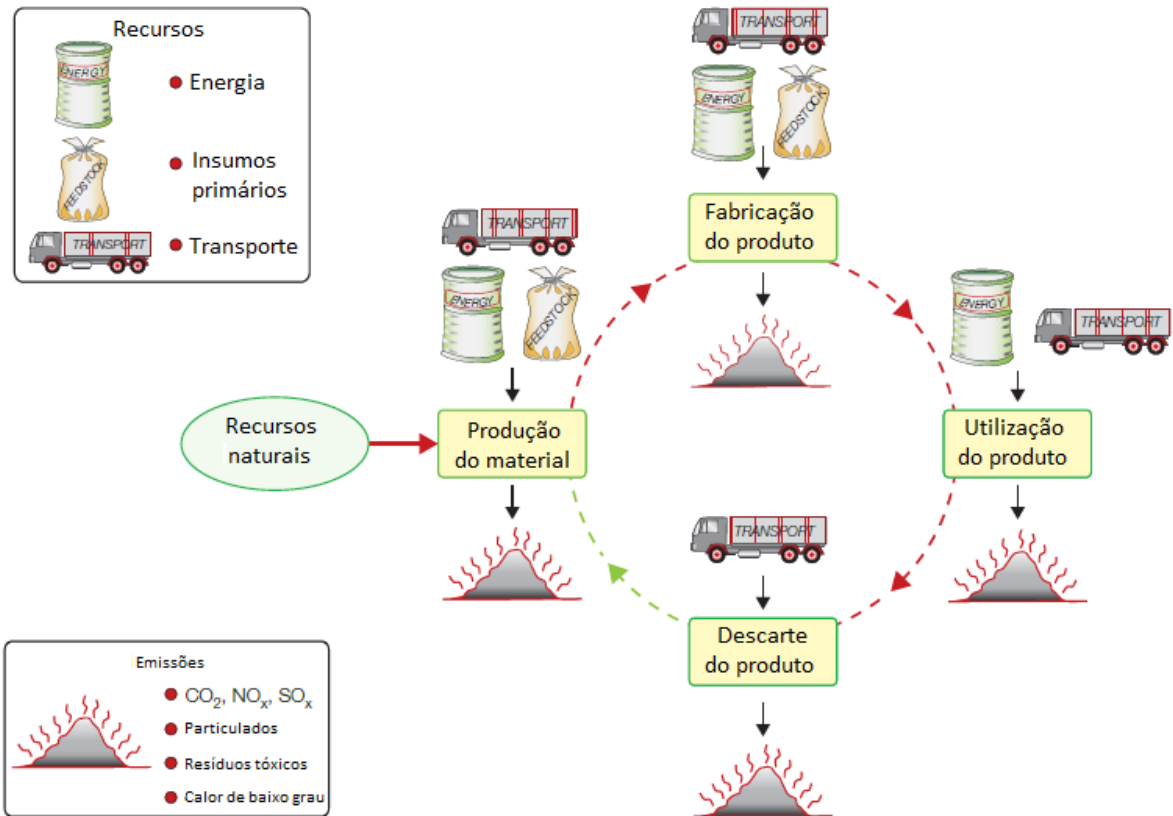 Recursos
ENERGY
Energia
FEEDSTOCK
Insumos
primários
TRANSPORT
Transporte
TRANSPORT
ENERGY
FEEDSTOCK
Fabricação
do produto
TRANSPORT
ENERGY
FEEDSTOCK
ENERGY
TRANSPORT
Recursos
naturais
Produção
do material
Utilização
do produto
TRANSPORT
Descarte
do produto
Emissões
CO₂, NOₓ, SOₓ
Particulados
Resíduos tóxicos
Calor de baixo grau